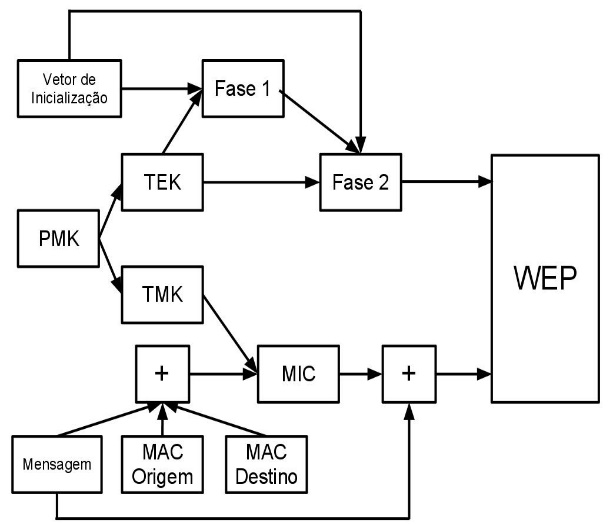 Vetor de
Inicialização
Fase 1
TEK
Fase 2
PMK
WEP
TMK
+
MIC
+
Mensagem
MAC
Origem
MAC
Destino